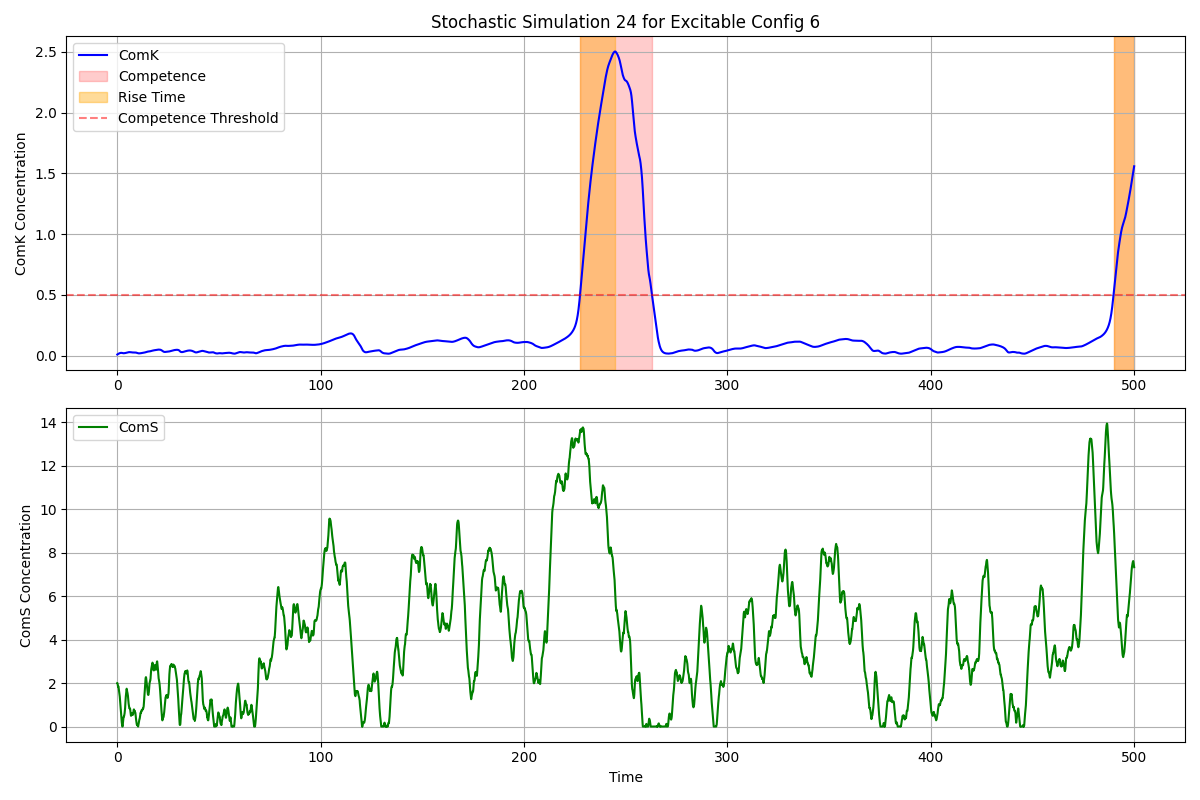 Stochastic Simulation 24 for Excitable Config 6
ComK Concentration
2.5
2.0
1.5
1.0
0.5
0.0
ComK
Competence
Rise Time
Competence Threshold
0 100 200 300 400 500
ComS Concentration
14
12
10
8
6
4
2
0
ComS
0 100 200 300 400 500
Time